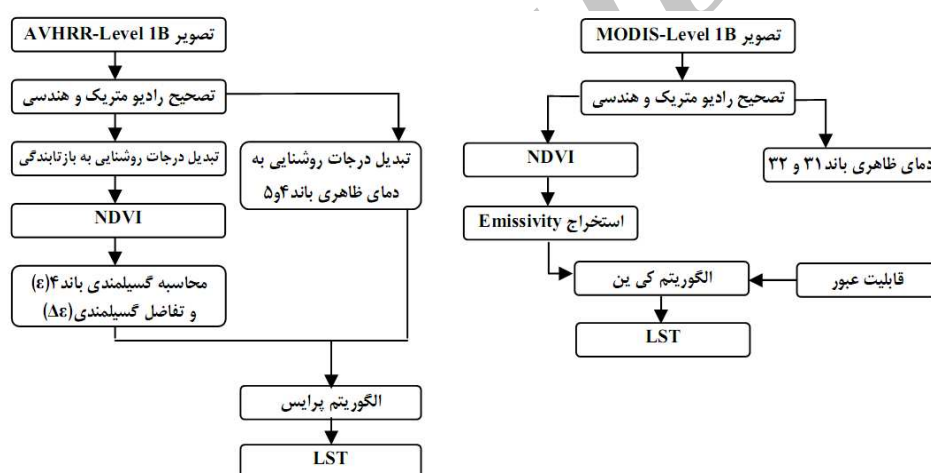 تصویر AVHRR-Level 1B
تصحیح رادیو متریک و هندسی
تبدیل درجات روشنایی به بازتابندگی
NDVI
محاسبه گسیلمندی باند۴(ε)
و تفاضل گسیلمندی(Δε)
تبدیل درجات روشنایی به
دمای ظاهری باند۴و۵
الگوریتم پرایس
LST
تصویر MODIS-Level 1B
تصحیح رادیو متریک و هندسی
NDVI
دمای ظاهری باند۳۱ و ۳۲
استخراج Emissivity
الگوریتم کی ین
قابلیت عبور
LST